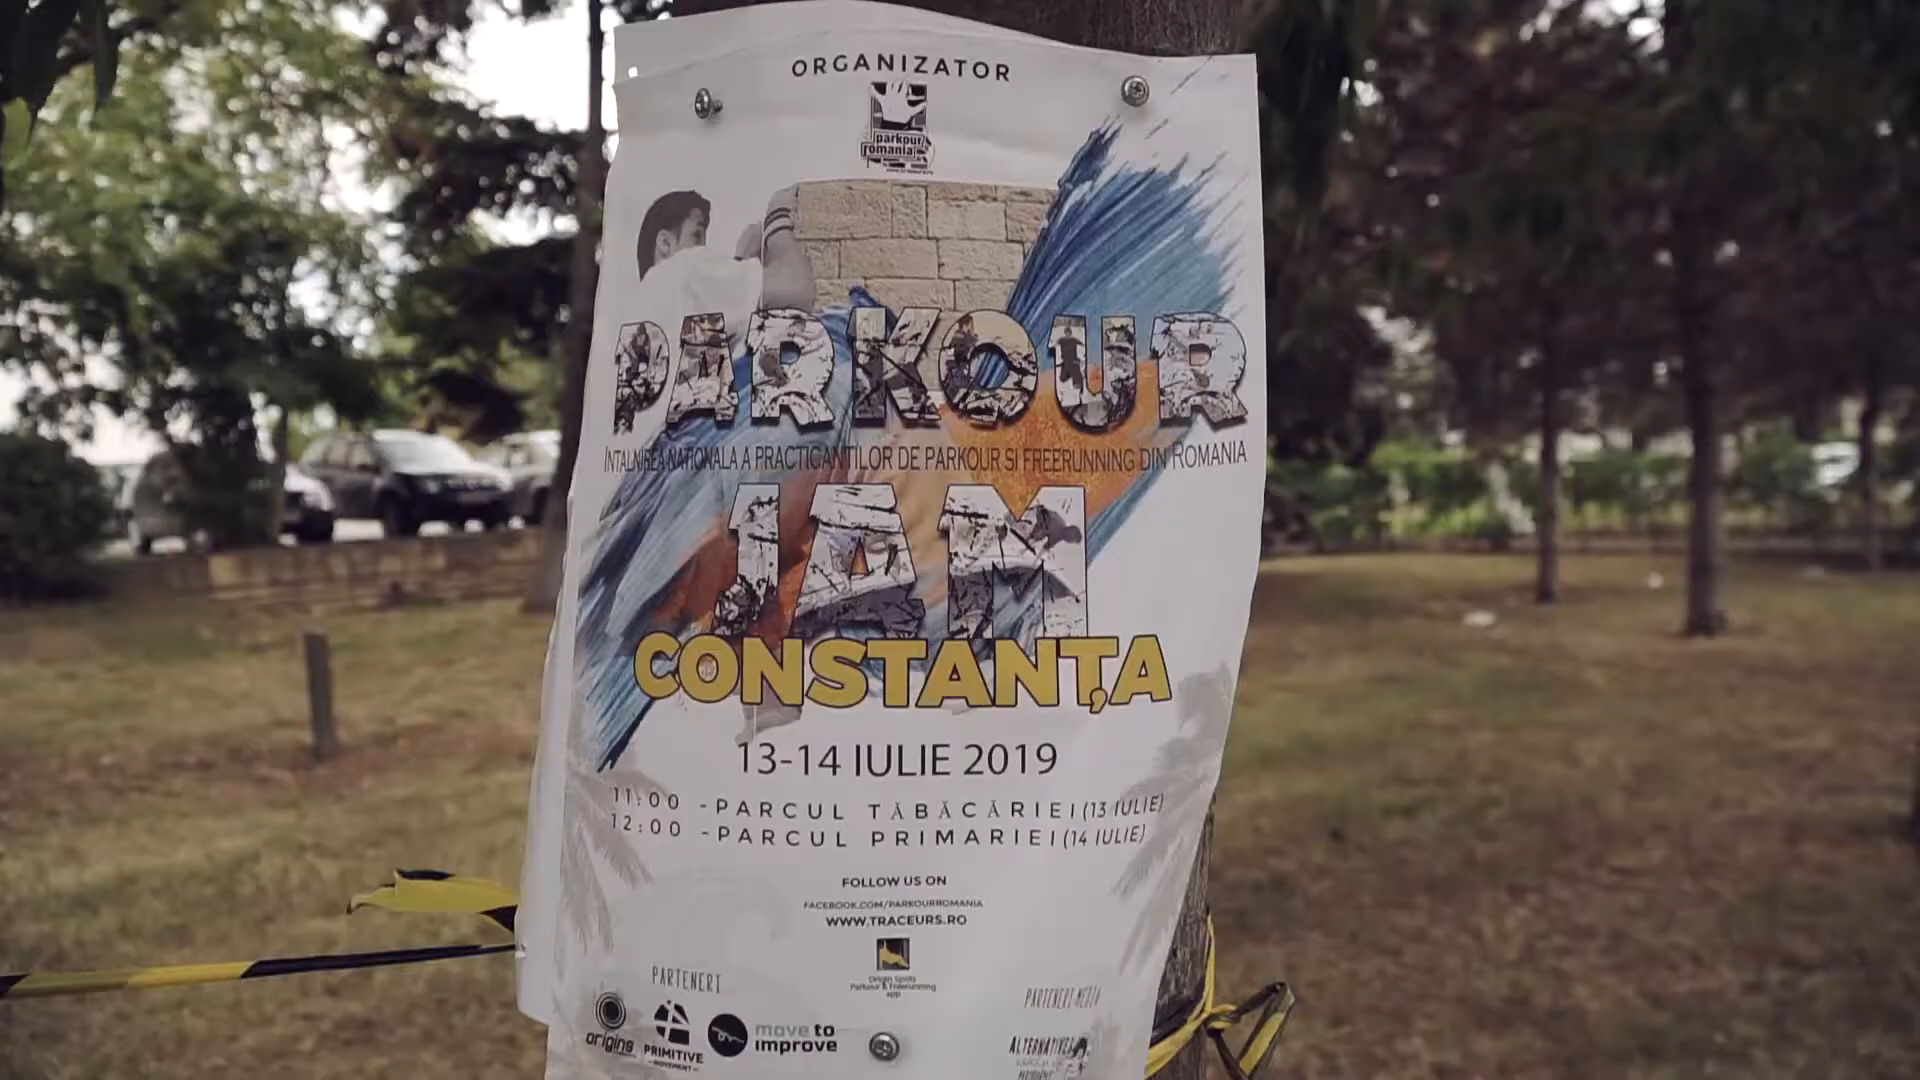 ORGANIZATOR
parkour
romania
PARKOUR
ÎNTALNIREA NATIONALA A PRACTICANTILOR DE PARKOUR SI FREERUNNING DIN ROMANIA
JAM
CONSTANȚA
13-14 IULIE 2019
11:00 -PARCUL TĂBĂCĂRIEI(13 IULIE)
12:00 -PARCUL PRIMARIEI(14 IULIE)
FOLLOW US ON
FACEBOOK.COM/PARKOURROMANIA
WWW.TRACEURS.RO
Origin Spots
Parkour & Freerunning
app
PARTENERI
PARTENERI MEDIA
origins
PRIMITIVE
-MOVEMENT-
move to
improve
ALTERNATIVES